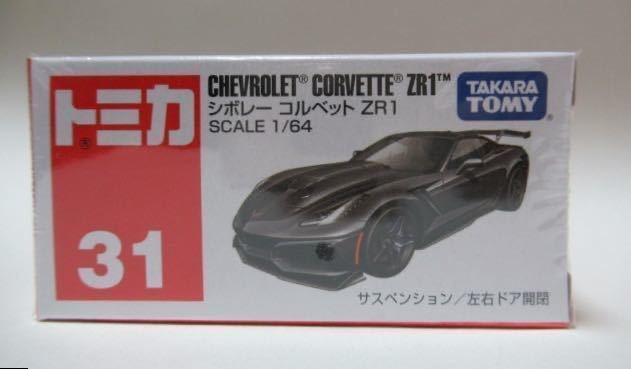 トミカ
®
31
CHEVROLET® CORVETTE® ZR1™
シボレー コルベット ZR1
SCALE 1/64
TAKARA
TOMY®
サスペンション/左右ドア開閉